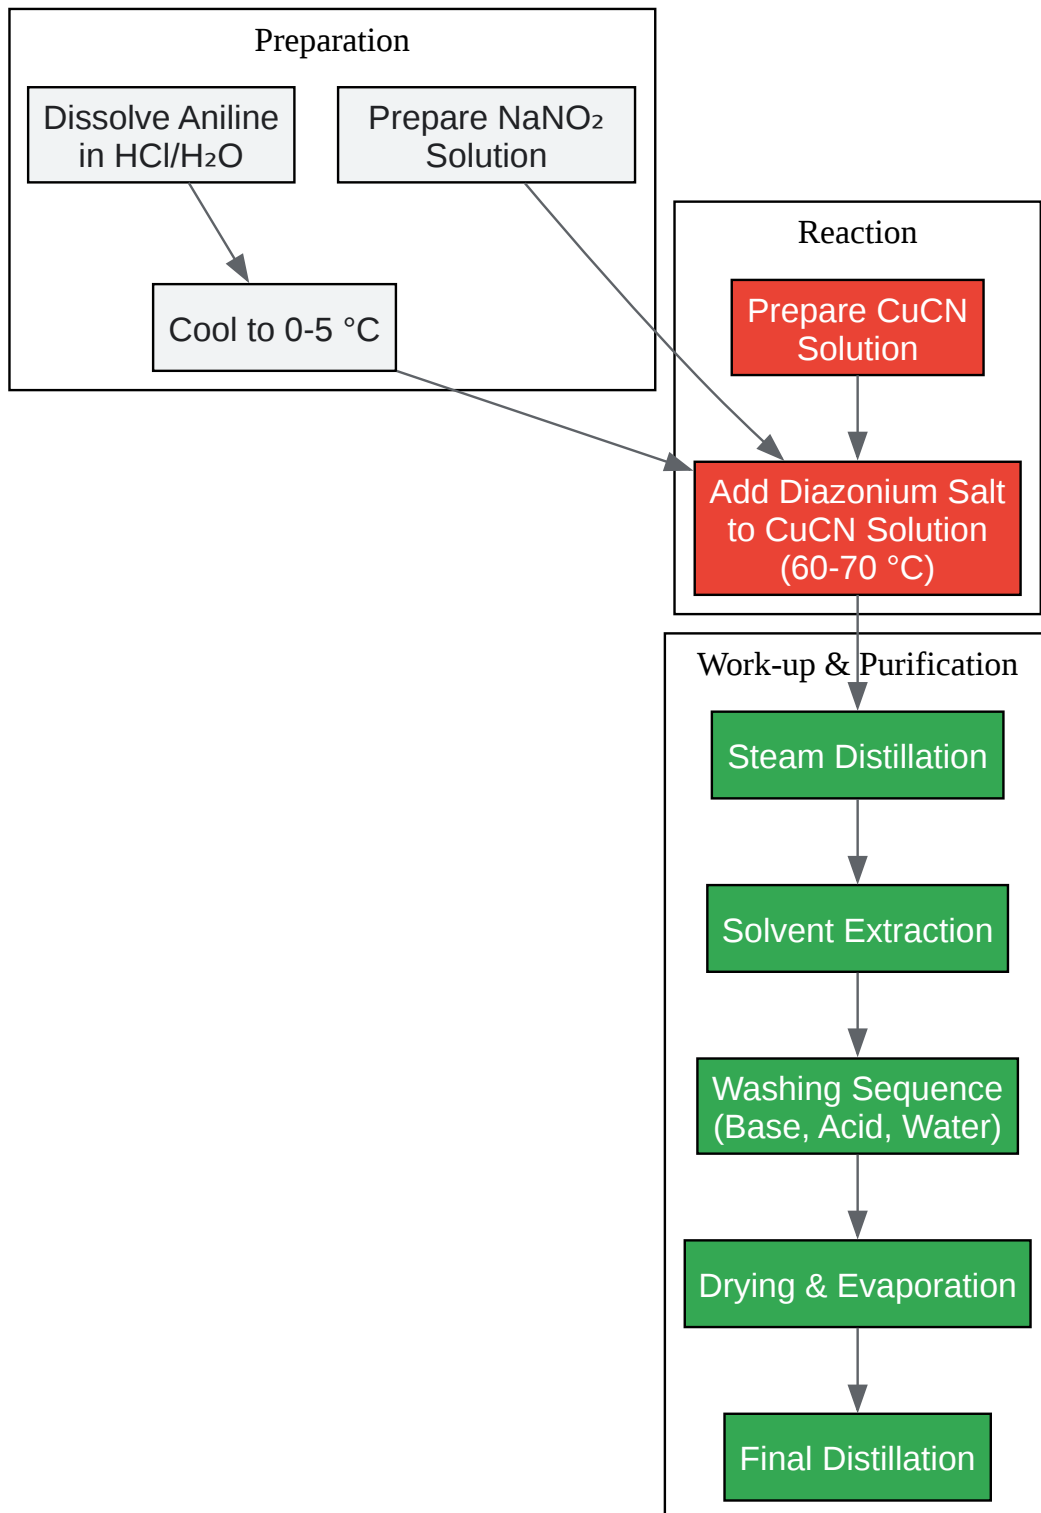 Preparation
Dissolve Aniline
in HCl/H₂O
Prepare NaNO₂
Solution
Cool to 0-5 °C
Reaction
Prepare CuCN
Solution
Add Diazonium Salt
to CuCN Solution
(60-70 °C)
Work-up & Purification
Steam Distillation
Solvent Extraction
Washing Sequence
(Base, Acid, Water)
Drying & Evaporation
Final Distillation